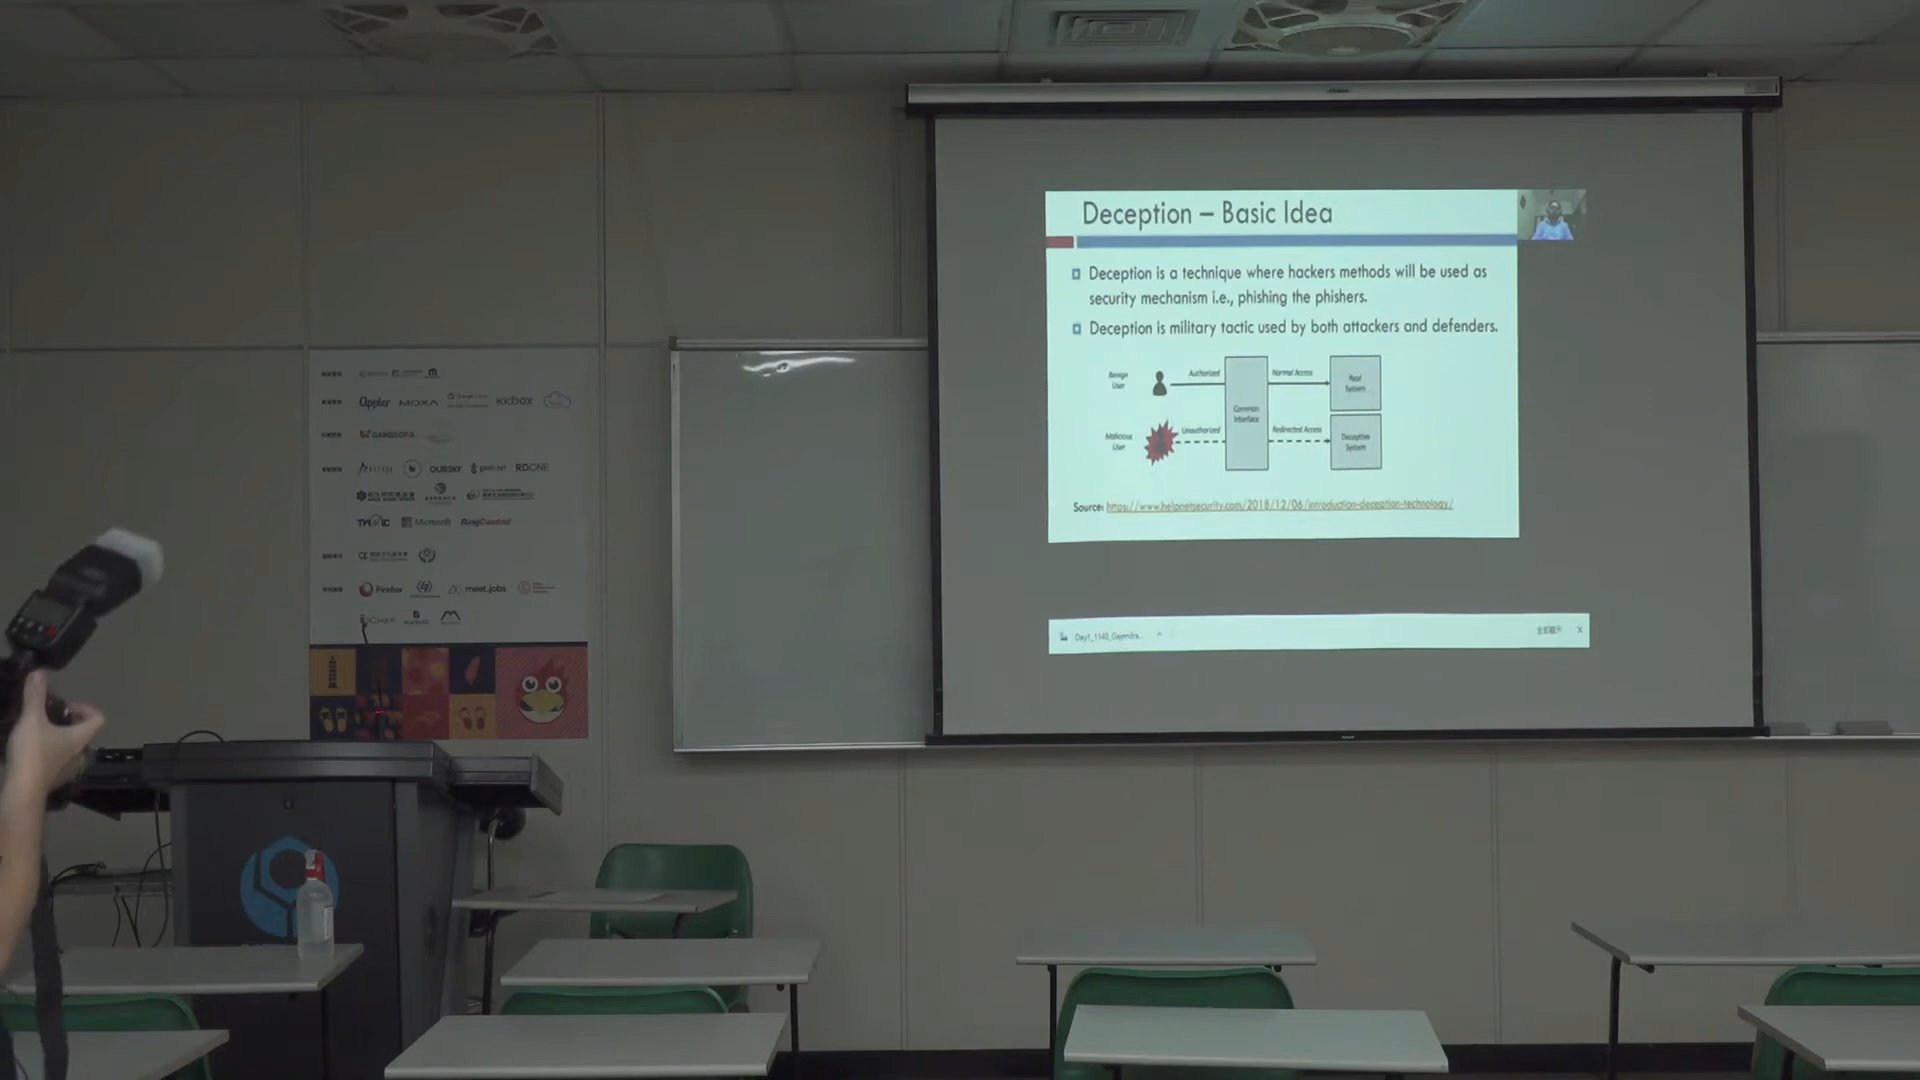 Deception – Basic Idea
Deception is a technique where hackers methods will be used as
security mechanism i.e., phishing the phishers.
Deception is military tactic used by both attackers and defenders.
Benign
User
Authorized
Normal Access
Real
System
Common
Interface
Malicious
User
Unauthorized
Redirected Access
Deceptive
System
Source: https://www.helpnetsecurity.com/2018/12/06/introduction-deception-technology/
Day1_1140_Gajendra...
Appier MOXA KKBOX
GAMESOFA
OURSKY
Microsoft RingCentral
Firefox meet.jobs
iCHEF